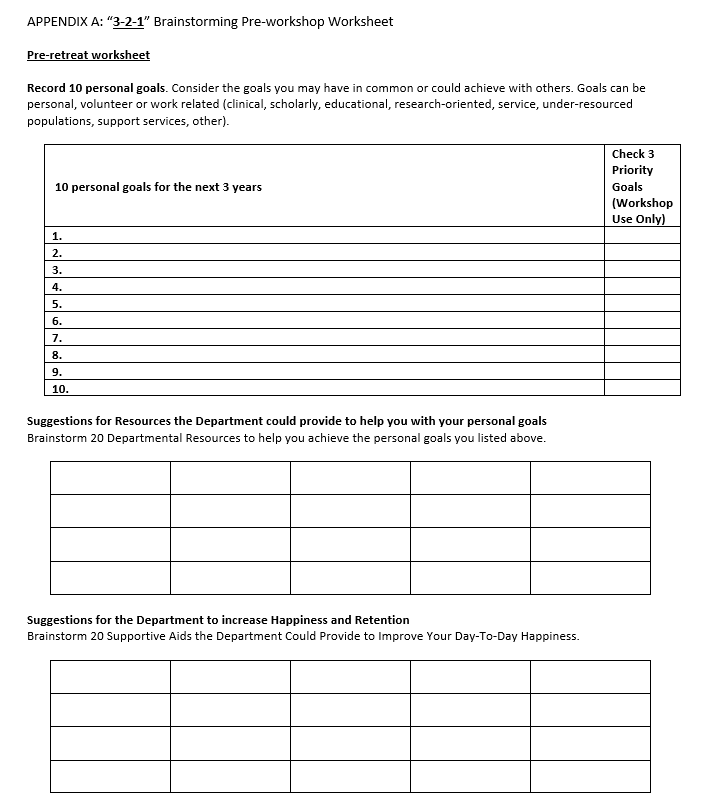 APPENDIX A: “3-2-1” Brainstorming Pre-workshop Worksheet
Pre-retreat worksheet
Record 10 personal goals. Consider the goals you may have in common or could achieve with others. Goals can be
personal, volunteer or work related (clinical, scholarly, educational, research-oriented, service, under-resourced
populations, support services, other).
10 personal goals for the next 3 years
Check 3
Priority
Goals
(Workshop
Use Only)
1.
2.
3.
4.
5.
6.
7.
8.
9.
10.
Suggestions for Resources the Department could provide to help you with your personal goals
Brainstorm 20 Departmental Resources to help you achieve the personal goals you listed above.
Suggestions for the Department to increase Happiness and Retention
Brainstorm 20 Supportive Aids the Department Could Provide to Improve Your Day-To-Day Happiness.